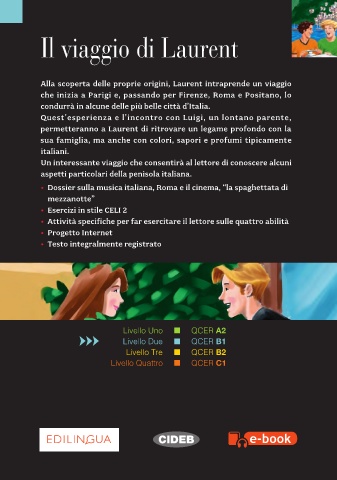 Il viaggio di Laurent
Alla scoperta delle proprie origini, Laurent intraprende un viaggio
che inizia a Parigi e, passando per Firenze, Roma e Positano, lo
condurrà in alcune delle più belle città d'Italia.
Quest'esperienza e l'incontro con Luigi, un lontano parente,
permetteranno a Laurent di ritrovare un legame profondo con la
sua famiglia, ma anche con colori, sapori e profumi tipicamente
italiani.
Un interessante viaggio che consentirà al lettore di conoscere alcuni
aspetti particolari della penisola italiana.
• Dossier sulla musica italiana, Roma e il cinema, "la spaghettata di
mezzanotte"
• Esercizi in stile CELI 2
• Attività specifiche per far esercitare il lettore sulle quattro abilità
• Progetto Internet
• Testo integralmente registrato
Livello Uno QCER A2
Livello Due QCER B1
Livello Tre QCER B2
Livello Quattro QCER C1
EDILINGUA CIDEB e-book